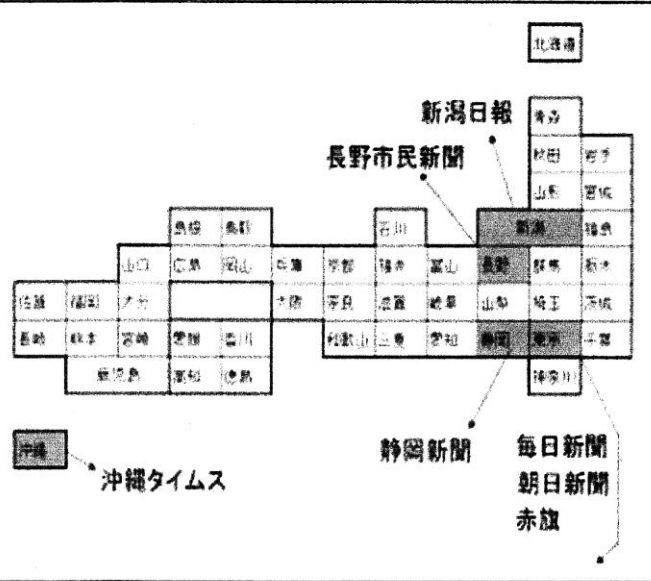 北海道
新潟日報
青森
長野市民新聞
秋田 岩手
山形 宮城
島根 鳥取 石川 新潟 福島
山口 広島 岡山 兵庫 京都 福井 富山 長野 群馬 栃木
佐賀 福岡 大分 大阪 奈良 滋賀 岐阜 山梨 埼玉 茨城
長崎 熊本 宮崎 愛媛 香川 和歌山 三重 愛知 静岡 東京 千葉
鹿児島 高知 徳島 神奈川
沖縄
沖縄タイムス
静岡新聞
毎日新聞
朝日新聞
赤旗